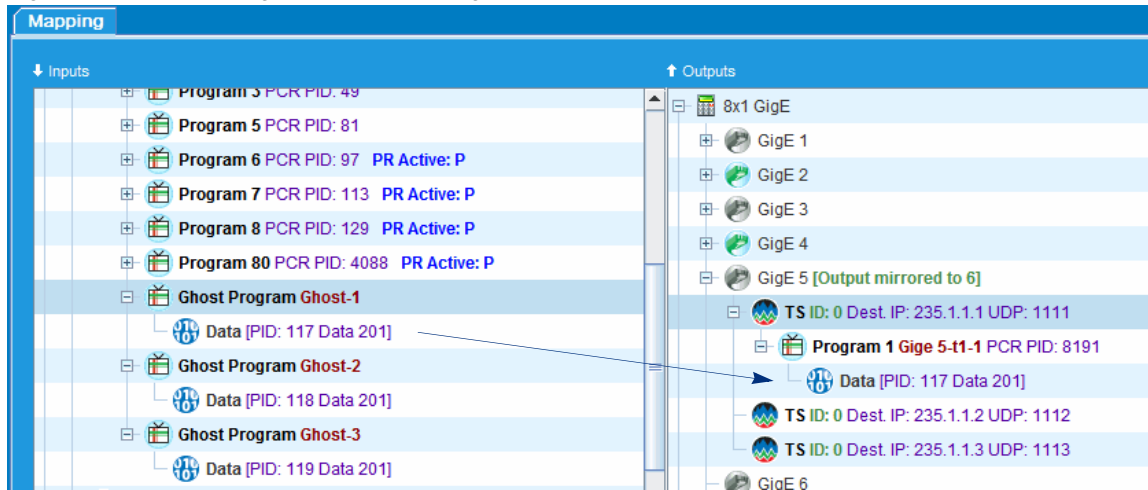 Mapping
Inputs
Program 3 PCR PID: 49
Program 5 PCR PID: 81
Program 6 PCR PID: 97 PR Active: P
Program 7 PCR PID: 113 PR Active: P
Program 8 PCR PID: 129 PR Active: P
Program 80 PCR PID: 4088 PR Active: P
Ghost Program Ghost-1
Data [PID: 117 Data 201]
Ghost Program Ghost-2
Data [PID: 118 Data 201]
Ghost Program Ghost-3
Data [PID: 119 Data 201]
Outputs
8x1 GigE
GigE 1
GigE 2
GigE 3
GigE 4
GigE 5 [Output mirrored to 6]
TS ID: 0 Dest. IP: 235.1.1.1 UDP: 1111
Program 1 Gige 5-t1-1 PCR PID: 8191
Data [PID: 117 Data 201]
TS ID: 0 Dest. IP: 235.1.1.2 UDP: 1112
TS ID: 0 Dest. IP: 235.1.1.3 UDP: 1113
GigE 6